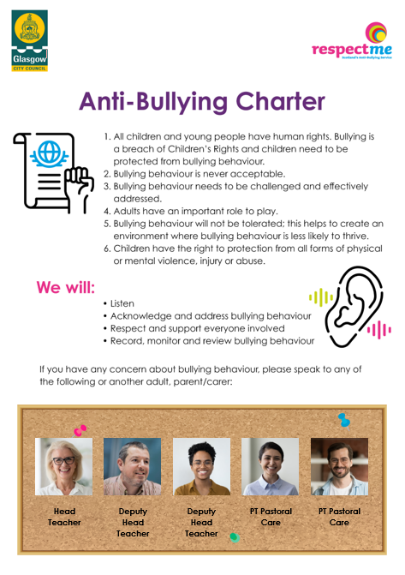 Glasgow
CITY COUNCIL
respectme
Scotland's Anti-Bullying Service
Anti-Bullying Charter
1. All children and young people have human rights. Bullying is
a breach of Children's Rights and children need to be
protected from bullying behaviour.
2. Bullying behaviour is never acceptable.
3. Bullying behaviour needs to be challenged and effectively
addressed.
4. Adults have an important role to play.
5. Bullying behaviour will not be tolerated; this helps to create an
environment where bullying behaviour is less likely to thrive.
6. Children have the right to protection from all forms of physical
or mental violence, injury or abuse.
We will:
• Listen
• Acknowledge and address bullying behaviour
• Respect and support everyone involved
• Record, monitor and review bullying behaviour
If you have any concern about bullying behaviour, please speak to any of
the following or another adult, parent/carer:
Head
Teacher
Deputy
Head
Teacher
Deputy
Head
Teacher
PT Pastoral
Care
PT Pastoral
Care